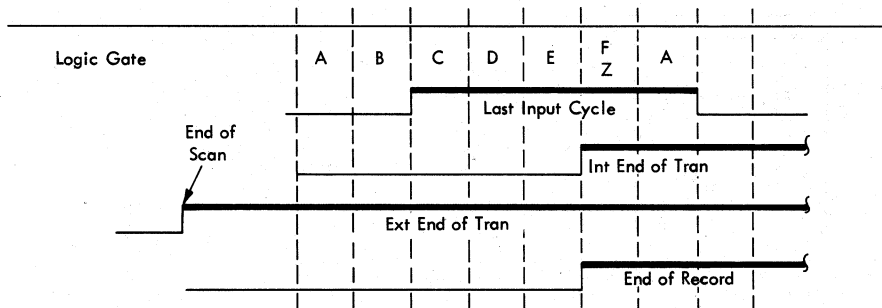 Logic Gate A B C D E F Z A
Last Input Cycle
End of
Scan
Int End of Tran
Ext End of Tran
End of Record